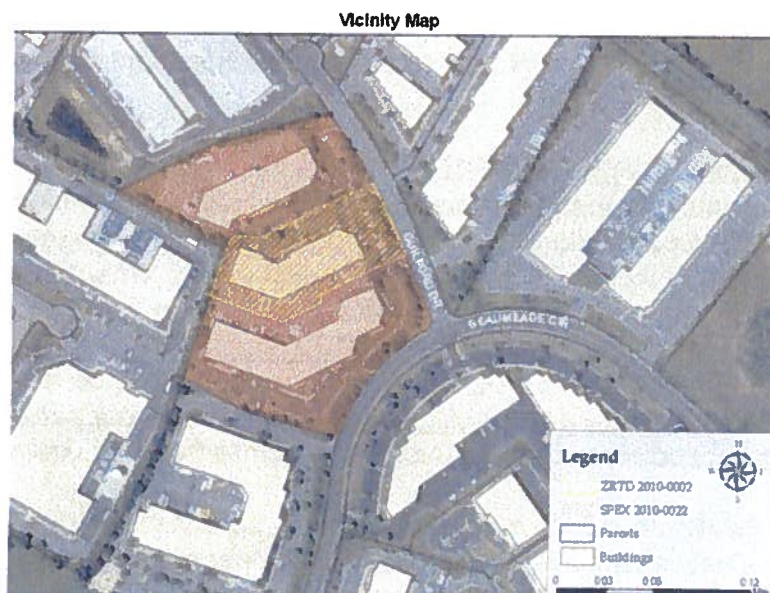 Vicinity Map
BEAUMEADE CIR
Legend
N
W
E
S
ZRTD 2010-0002
SPEX 2010-0022
Parcels
Buildings
0 0.03 0.06 0.12